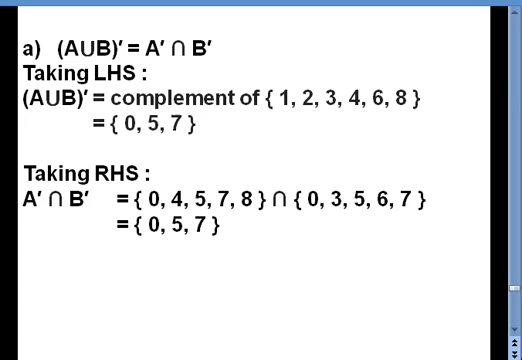 a) (A∪B)′ = A′ ∩ B′
Taking LHS :
(A∪B)′ = complement of { 1, 2, 3, 4, 6, 8 }
= { 0, 5, 7 }
Taking RHS :
A′ ∩ B′ = { 0, 4, 5, 7, 8 } ∩ { 0, 3, 5, 6, 7 }
= { 0, 5, 7 }